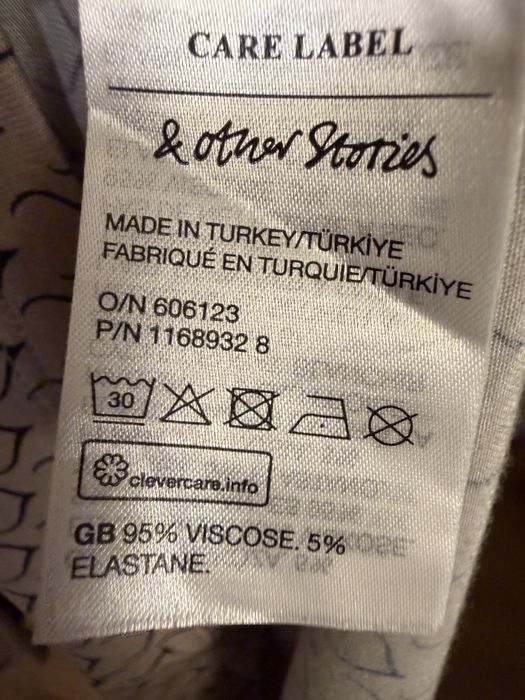 CARE LABEL
& other Stories
MADE IN TURKEY/TÜRKİYE
FABRIQUÉ EN TURQUIE/TÜRKİYE
O/N 606123
P/N 1168932 8
30
clevercare.info
GB 95% VISCOSE. 5%
ELASTANE.